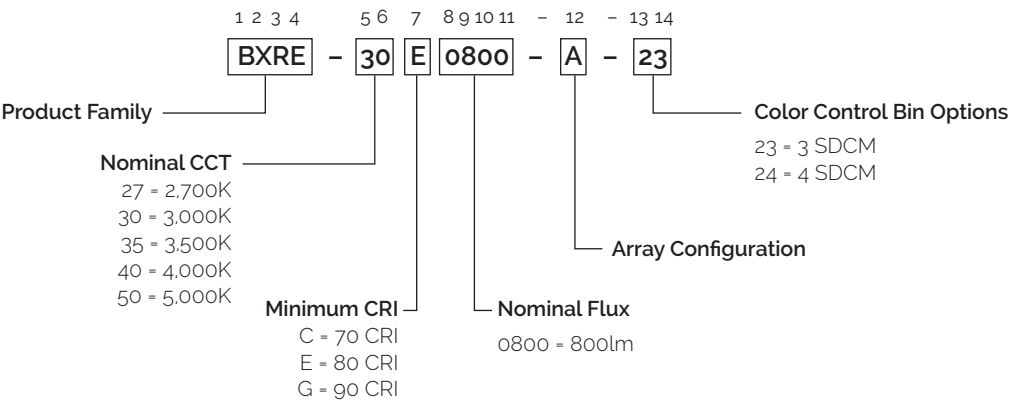 1 2 3 4 5 6 7 8 9 10 11 – 12 – 13 14
BXRE – 30 E 0800 – A – 23
Product Family
Color Control Bin Options
23 = 3 SDCM
24 = 4 SDCM
Nominal CCT
27 = 2,700K
30 = 3,000K
35 = 3,500K
40 = 4,000K
50 = 5,000K
Array Configuration
Minimum CRI
C = 70 CRI
E = 80 CRI
G = 90 CRI
Nominal Flux
0800 = 800lm